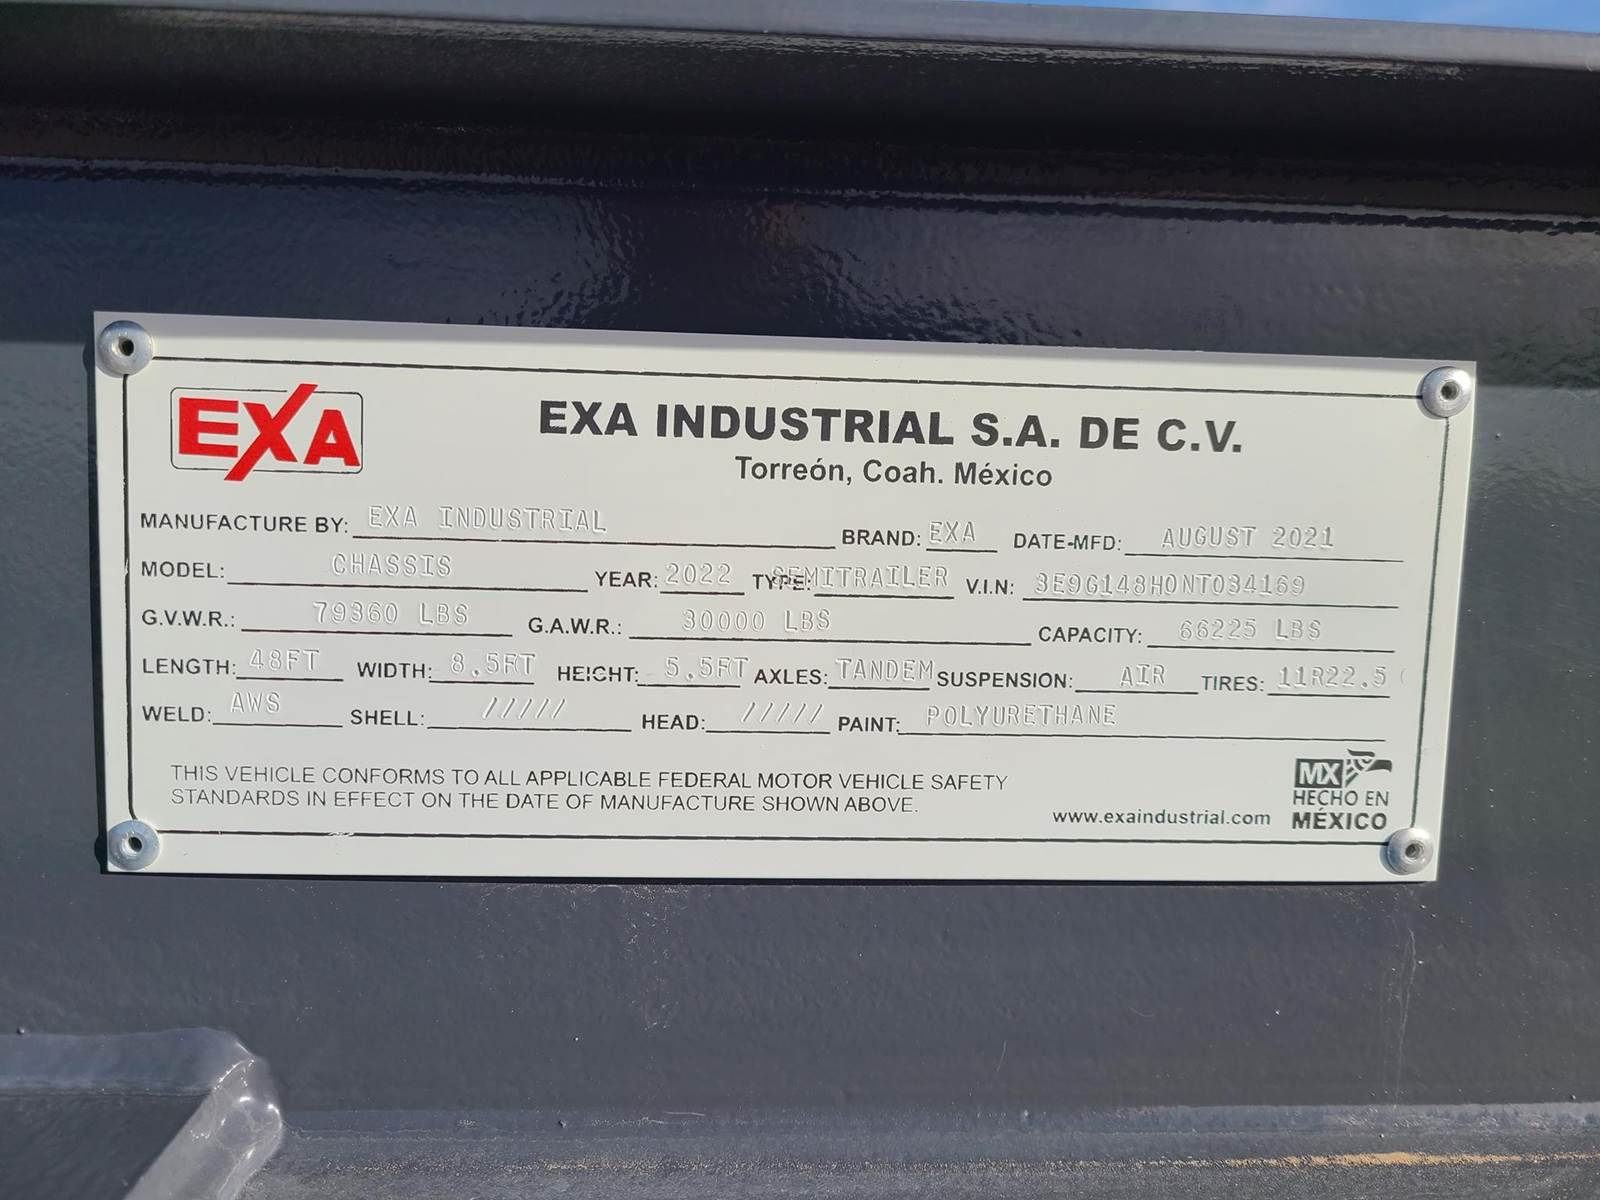 EXA
EXA INDUSTRIAL S.A. DE C.V.
Torreón, Coah. México
MANUFACTURE BY: EXA INDUSTRIAL BRAND: EXA DATE-MFD: AUGUST 2021
MODEL: CHASSIS YEAR: 2022 TYPE: SEMITRAILER V.I.N: 3E9G148H0NT034169
G.V.W.R.: 79360 LBS G.A.W.R.: 30000 LBS CAPACITY: 66225 LBS
LENGTH: 48FT WIDTH: 8.5FT HEIGHT: 5.5FT AXLES: TANDEM SUSPENSION: AIR TIRES: 11R22.5
WELD: AWS SHELL: ///// HEAD: ///// PAINT: POLYURETHANE
THIS VEHICLE CONFORMS TO ALL APPLICABLE FEDERAL MOTOR VEHICLE SAFETY
STANDARDS IN EFFECT ON THE DATE OF MANUFACTURE SHOWN ABOVE.
www.exaindustrial.com
MX
HECHO EN
MÉXICO